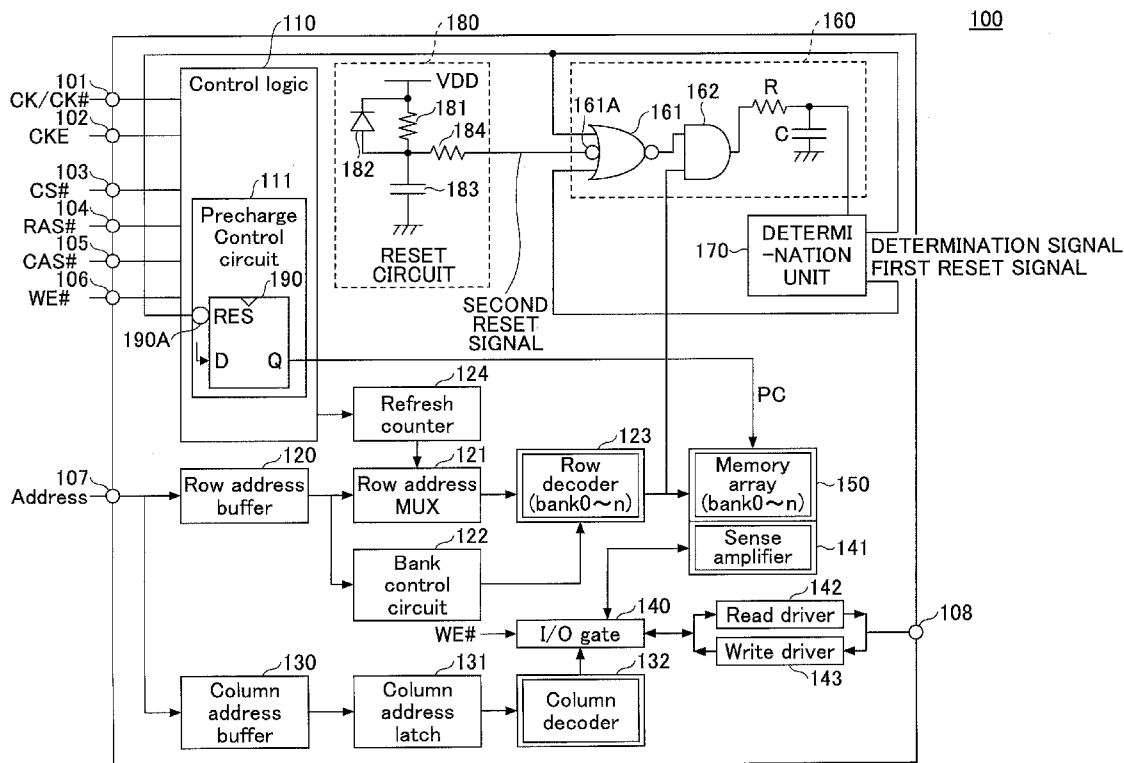 100
110
180
160
101
CK/CK#
102
CKE
103
CS#
104
RAS#
105
CAS#
106
WE#
Control logic
111
Precharge
Control
circuit
190
RES
190A
D
Q
VDD
181
184
182
183
RESET
CIRCUIT
161A
161
162
R
C
SECOND
RESET
SIGNAL
170
DETERMI
-NATION
UNIT
DETERMINATION SIGNAL
FIRST RESET SIGNAL
PC
124
Refresh
counter
107
Address
120
Row address
buffer
121
Row address
MUX
123
Row
decoder
(bank0～n)
Memory
array
(bank0～n)
150
Sense
amplifier
141
122
Bank
control
circuit
WE#
140
I/O gate
142
Read driver
Write driver
143
108
130
Column
address
buffer
131
Column
address
latch
132
Column
decoder